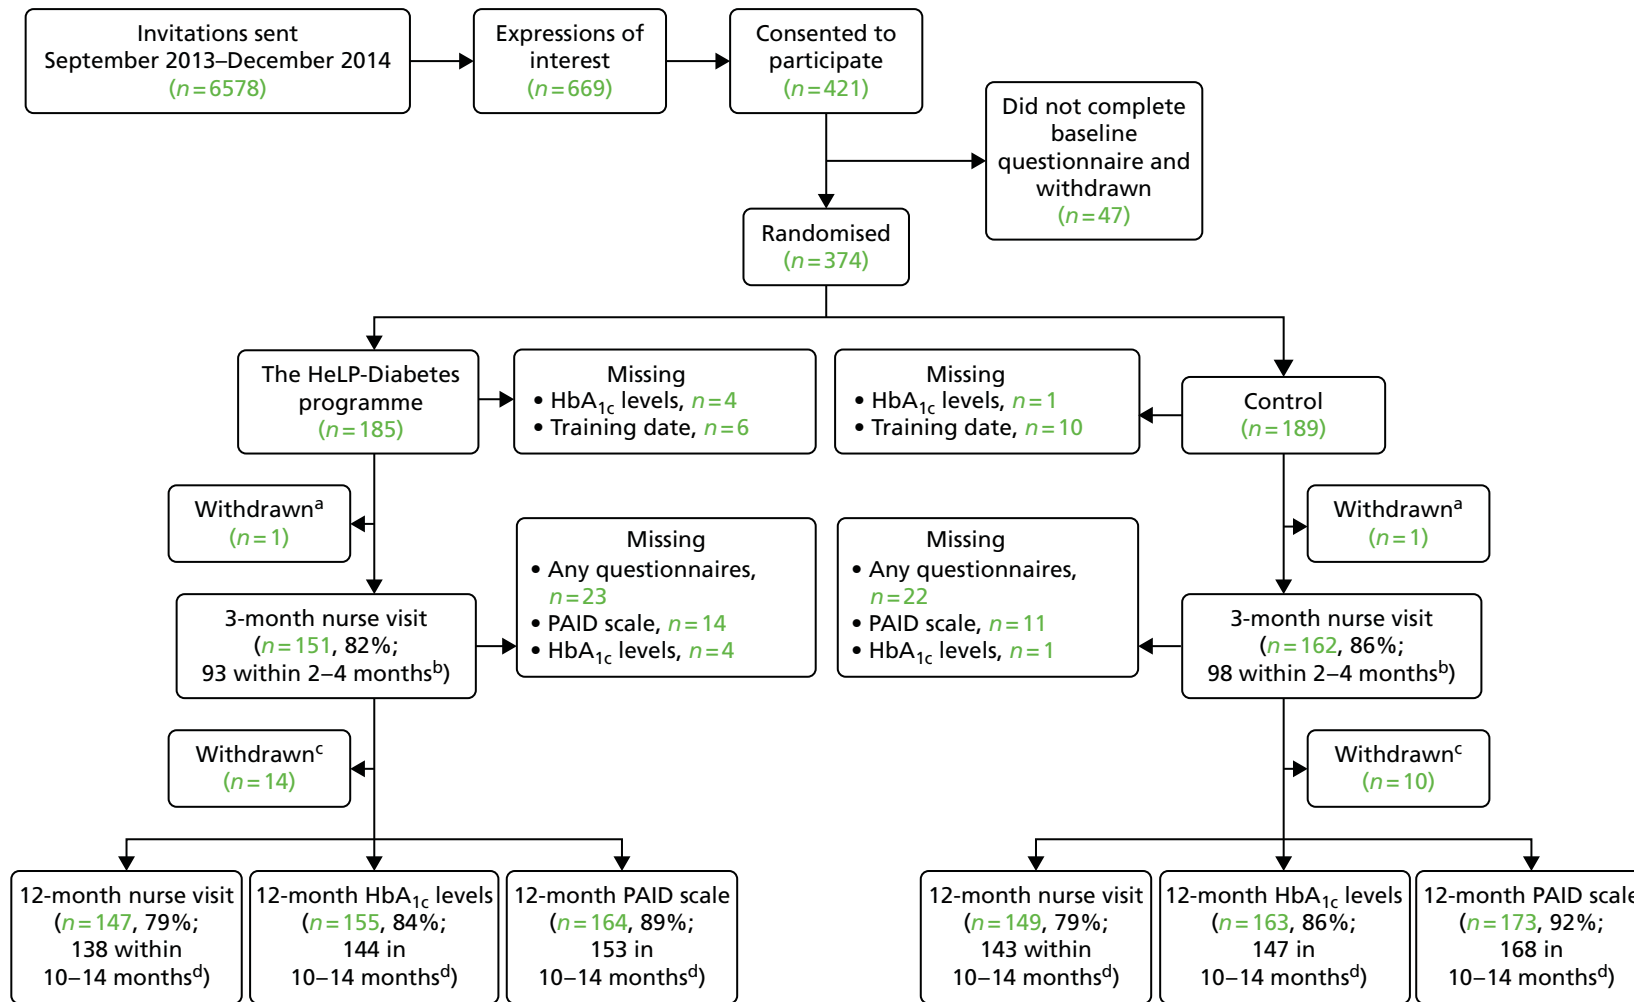 Invitations sent
September 2013–December 2014
(n=6578)
Expressions of
interest
(n=669)
Consented to
participate
(n=421)
Did not complete
baseline
questionnaire and
withdrawn
(n=47)
Randomised
(n=374)
The HeLP-Diabetes
programme
(n=185)
Missing
• HbA1c levels, n=4
• Training date, n=6
Missing
• HbA1c levels, n=1
• Training date, n=10
Control
(n=189)
Withdrawna
(n=1)
Withdrawna
(n=1)
3-month nurse visit
(n=151, 82%;
93 within 2–4 monthsb)
Missing
• Any questionnaires,
n=23
• PAID scale, n=14
• HbA1c levels, n=4
Missing
• Any questionnaires,
n=22
• PAID scale, n=11
• HbA1c levels, n=1
3-month nurse visit
(n=162, 86%;
98 within 2–4 monthsb)
Withdrawnc
(n=14)
Withdrawnc
(n=10)
12-month nurse visit
(n=147, 79%;
138 within
10–14 monthsd)
12-month HbA1c levels
(n=155, 84%;
144 in
10–14 monthsd)
12-month PAID scale
(n=164, 89%;
153 in
10–14 monthsd)
12-month nurse visit
(n=149, 79%;
143 within
10–14 monthsd)
12-month HbA1c levels
(n=163, 86%;
147 in
10–14 monthsd)
12-month PAID scale
(n=173, 92%;
168 in
10–14 monthsd)